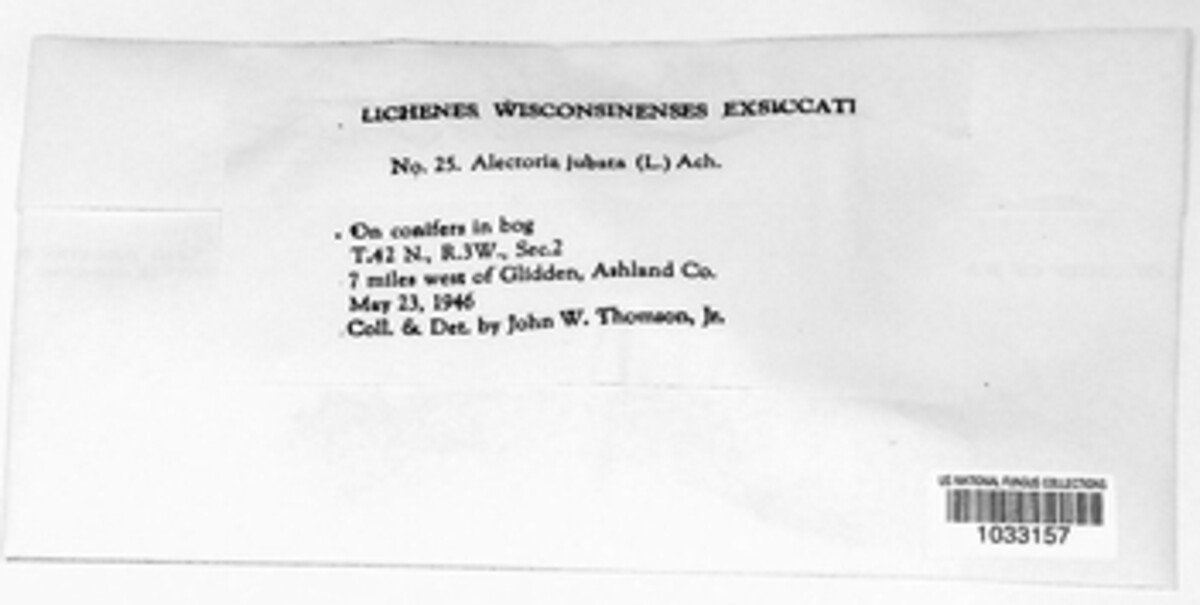 LICHENES WISCONSINENSES EXSICCATI
No. 25. Alectoria jubata (L.) Ach.
On conifers in bog
T.42 N., R.3W., Sec.2
7 miles west of Glidden, Ashland Co.
May 23, 1946
Coll. & Det. by John W. Thomson, Jr.
US NATIONAL FUNGUS COLLECTIONS
1033157